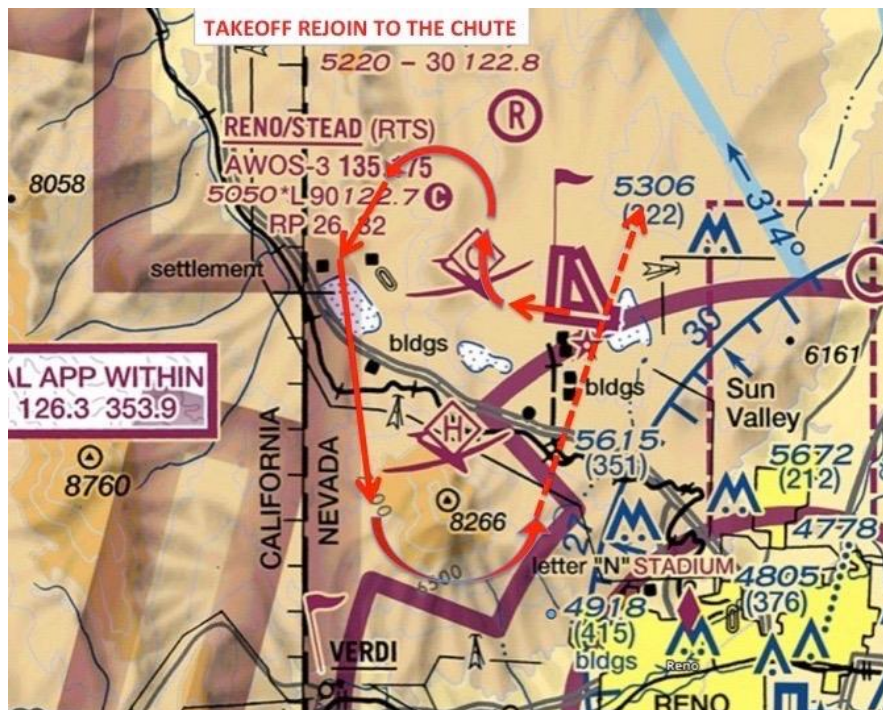 TAKEOFF REJOIN TO THE CHUTE
5220 - 30 122.8
R
RENO/STEAD (RTS)
AWOS-3 135.175
5050 *L 90 122.7 C
RP 26, 32
8058
5306
(222)
314°
settlement
G
bldgs
33
6161
AL APP WITHIN
126.3 353.9
bldgs
Sun
Valley
8760
CALIFORNIA
NEVADA
H
5615
(351)
5672
(212)
8266
4778
letter "N" STADIUM
6500
4805
(376)
4918
(415)
bldgs
VERDI
Reno
RENO